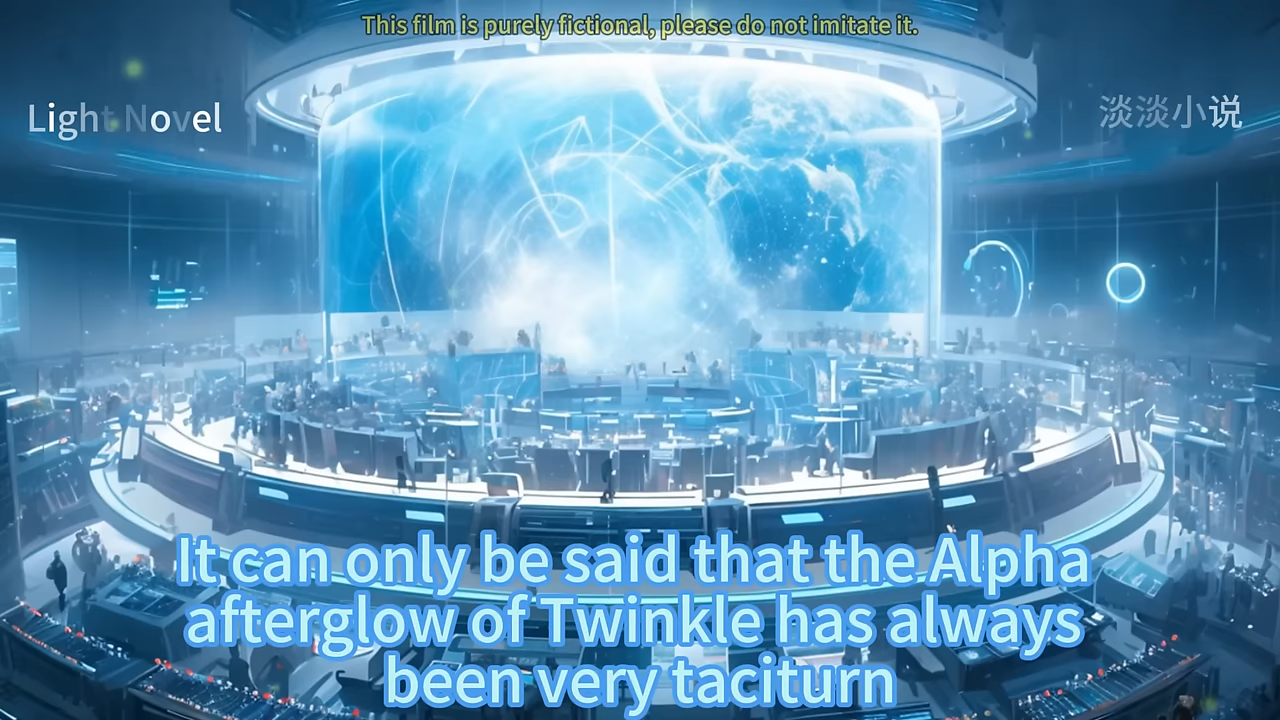 This film is purely fictional, please do not imitate it.
Light Novel
淡淡小说
It can only be said that the Alpha
afterglow of Twinkle has always
been very taciturn